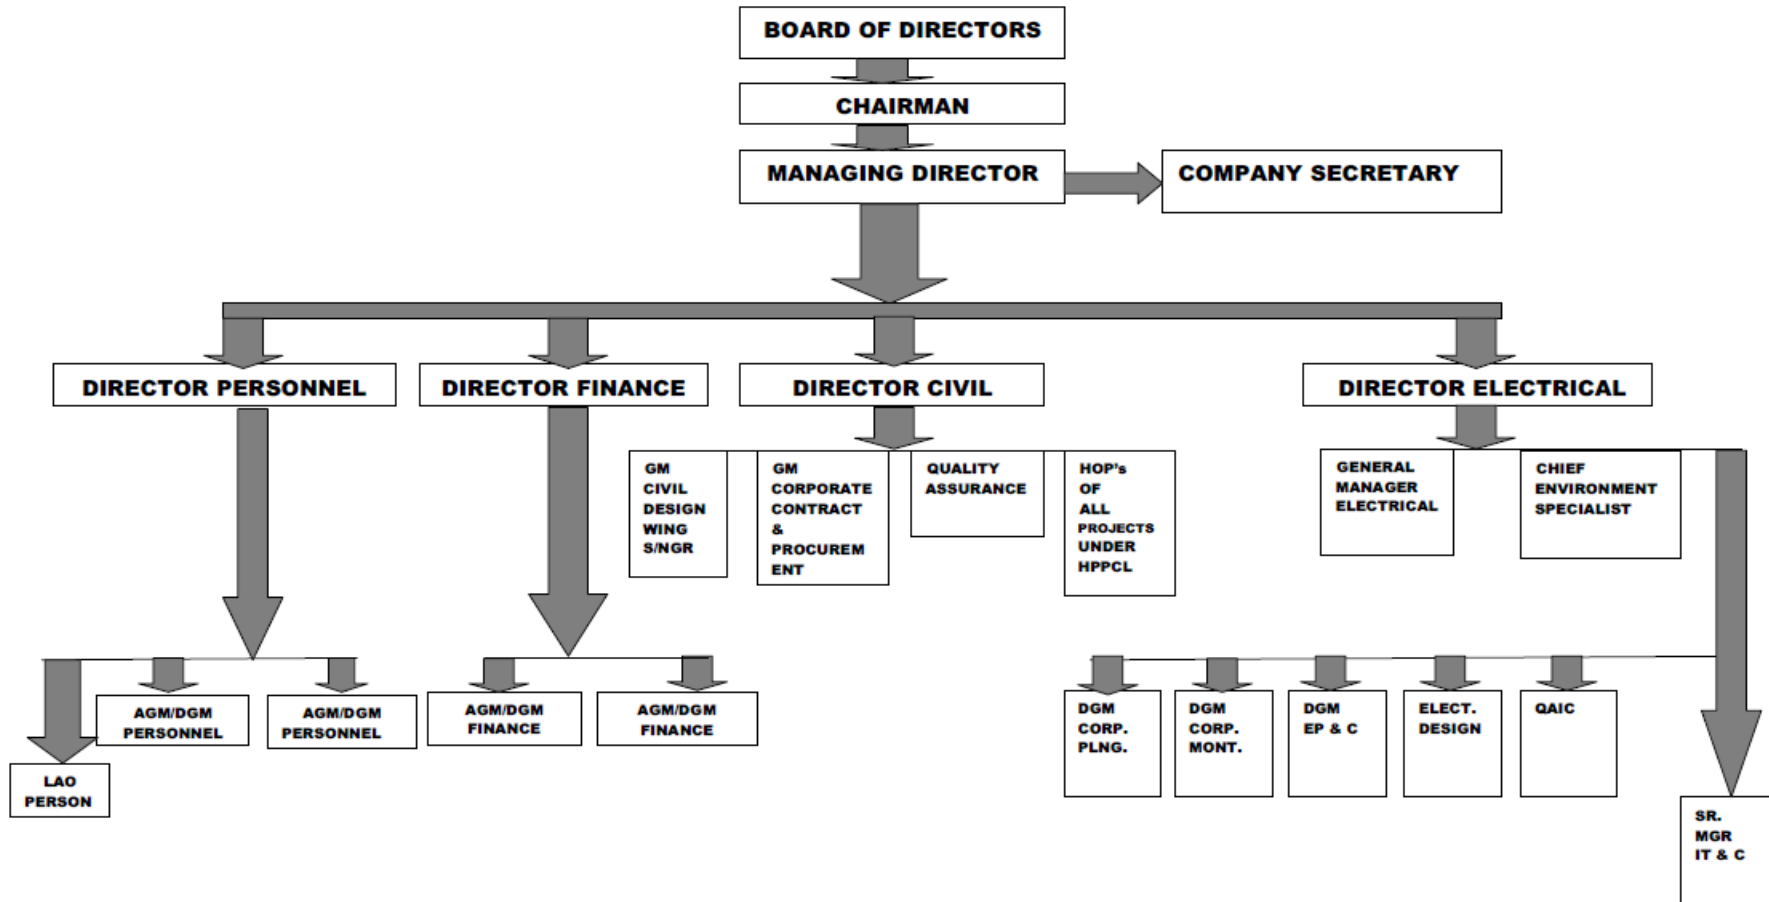 BOARD OF DIRECTORS
CHAIRMAN
MANAGING DIRECTOR
COMPANY SECRETARY
DIRECTOR PERSONNEL
DIRECTOR FINANCE
DIRECTOR CIVIL
DIRECTOR ELECTRICAL
GM
CIVIL
DESIGN
WING
S/NGR
GM
CORPORATE
CONTRACT
&
PROCUREM
ENT
QUALITY
ASSURANCE
HOP's
OF
ALL
PROJECTS
UNDER
HPPCL
GENERAL
MANAGER
ELECTRICAL
CHIEF
ENVIRONMENT
SPECIALIST
LAO
PERSON
AGM/DGM
PERSONNEL
AGM/DGM
PERSONNEL
AGM/DGM
FINANCE
AGM/DGM
FINANCE
DGM
CORP.
PLNG.
DGM
CORP.
MONT.
DGM
EP & C
ELECT.
DESIGN
QAIC
SR.
MGR
IT & C